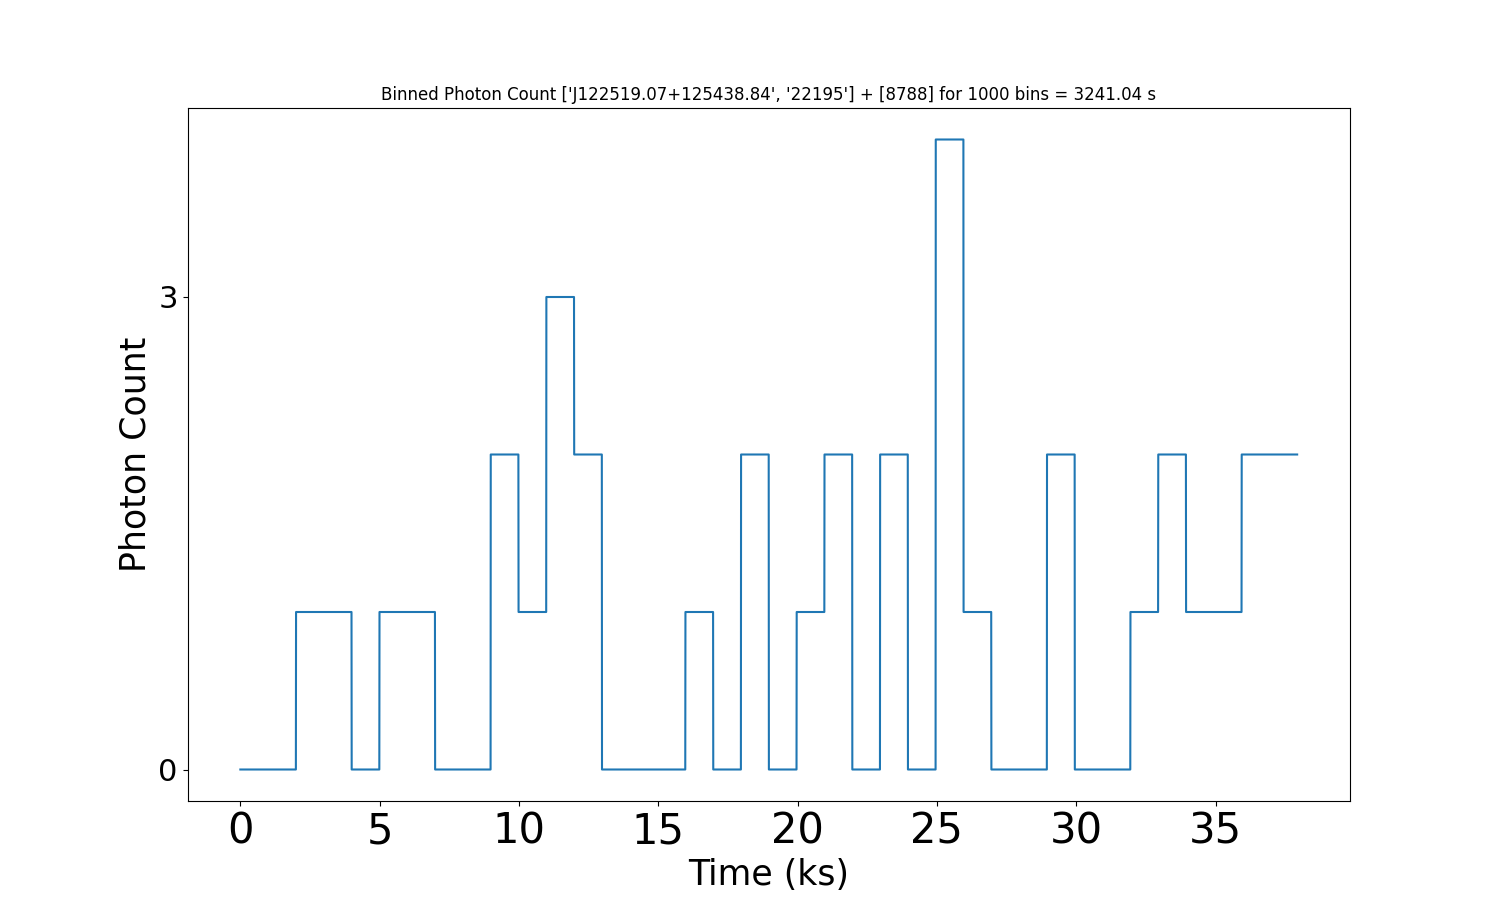 Binned Photon Count ['J122519.07+125438.84', '22195'] + [8788] for 1000 bins = 3241.04 s
3
Photon Count
0
0 5 10 15 20 25 30 35
Time (ks)